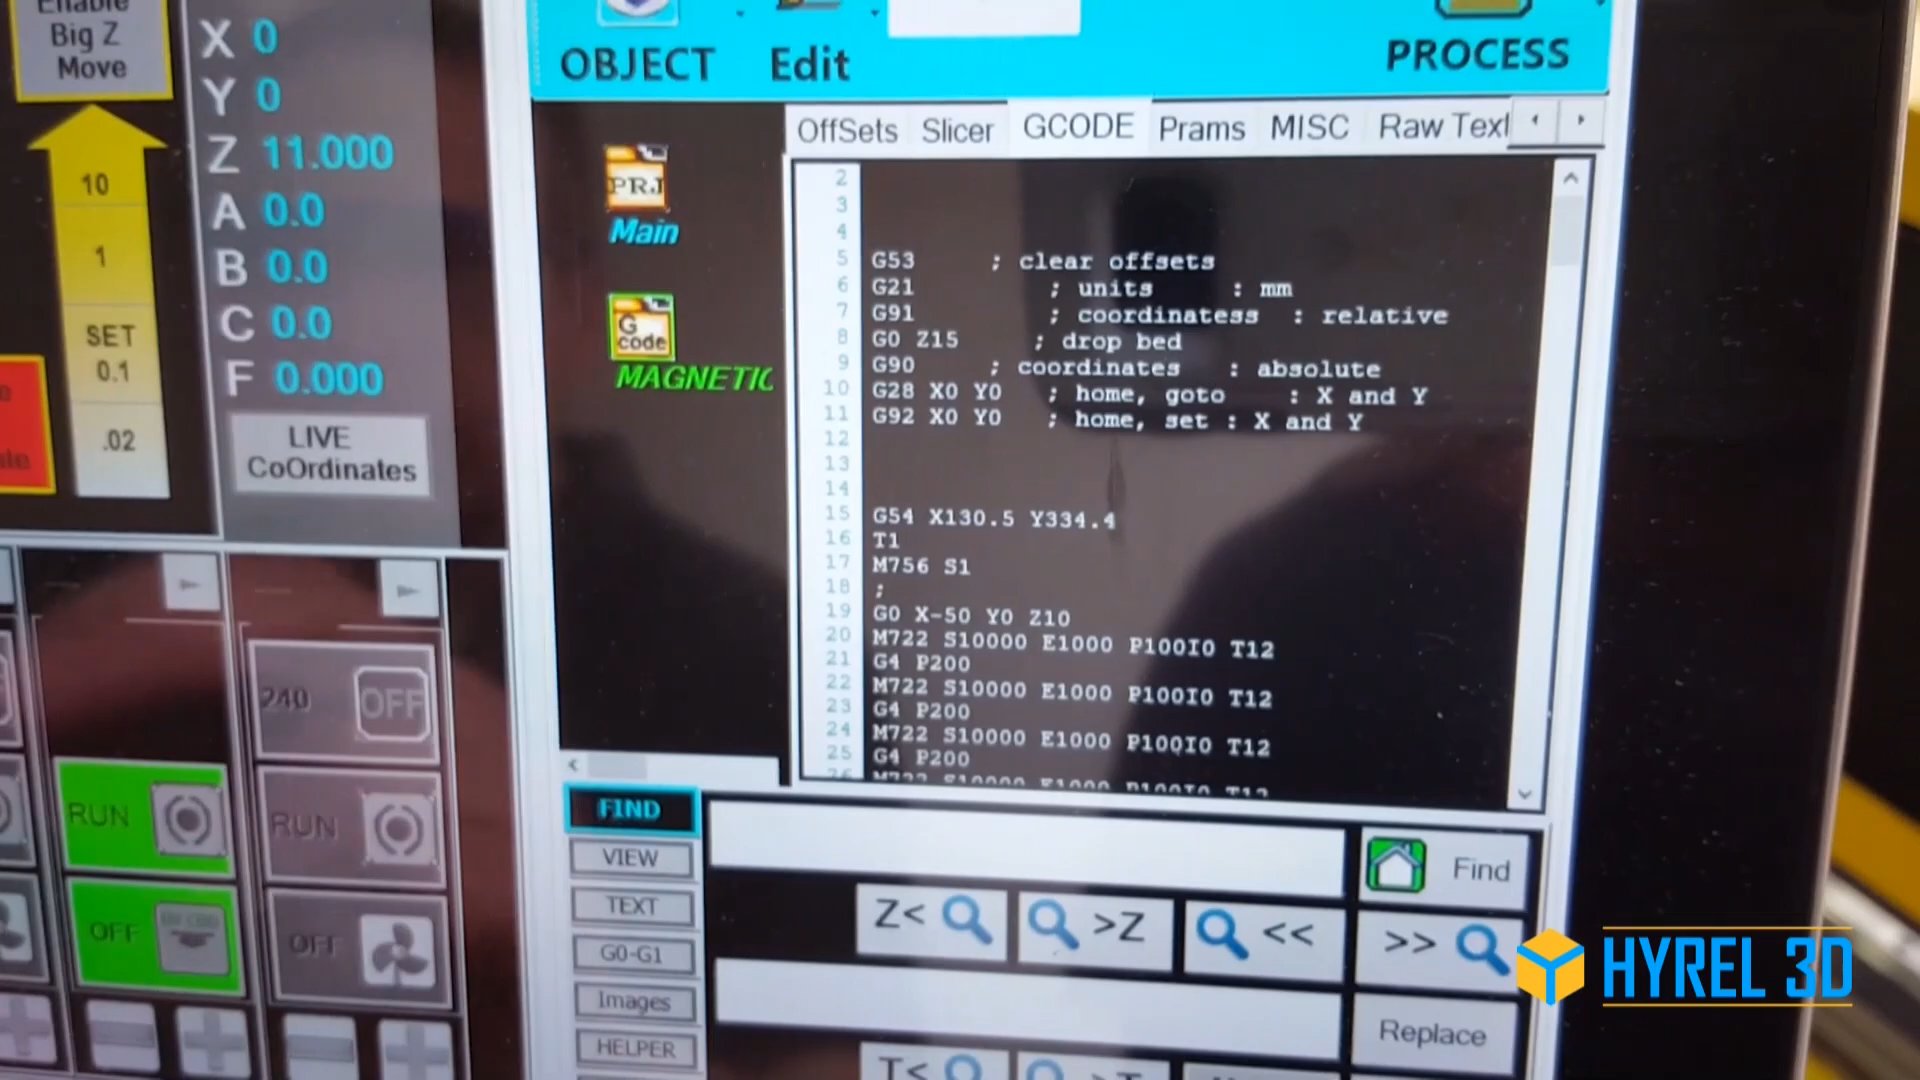 Enable
Big Z
Move
10
1
SET
0.1
.02
X 0
Y 0
Z 11.000
A 0.0
B 0.0
C 0.0
F 0.000
LIVE
CoOrdinates
240 OFF
RUN
RUN
OFF
OFF
OBJECT Edit PROCESS
PRJ
Main
G
code
MAGNETIC
OffSets Slicer GCODE Prams MISC Raw Text
2
3
4
5 G53 ; clear offsets
6 G21 ; units : mm
7 G91 ; coordinatess : relative
8 G0 Z15 ; drop bed
9 G90 ; coordinates : absolute
10 G28 X0 Y0 ; home, goto : X and Y
11 G92 X0 Y0 ; home, set : X and Y
12
13
14
15 G54 X130.5 Y334.4
16 T1
17 M756 S1
18 ;
19 G0 X-50 Y0 Z10
20 M722 S10000 E1000 P100I0 T12
21 G4 P200
22 M722 S10000 E1000 P100I0 T12
23 G4 P200
24 M722 S10000 E1000 P100I0 T12
25 G4 P200
26 M722 S10000 E1000 P100I0 T12
FIND
VIEW
TEXT
G0-G1
Images
HELPER
Find
Z< >Z << >>
Replace
T< >T
HYREL 3D